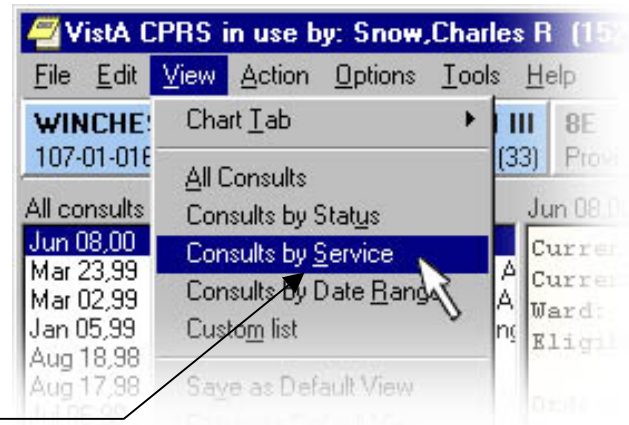 VistA CPRS in use by: Snow,Charles R (152
File Edit View Action Options Tools Help
WINCHE III 8E
107-01-016 (33) Provi
Chart Tab
All Consults
Consults by Status
Consults by Service
Consults by Date Range
Custom list
Save as Default View
All consults
Jun 08,00
Mar 23,99
Mar 02,99
Jan 05,99
Aug 18,98
Aug 17,98
Jun 08,0
Curren
Curren
Ward:
Eligi